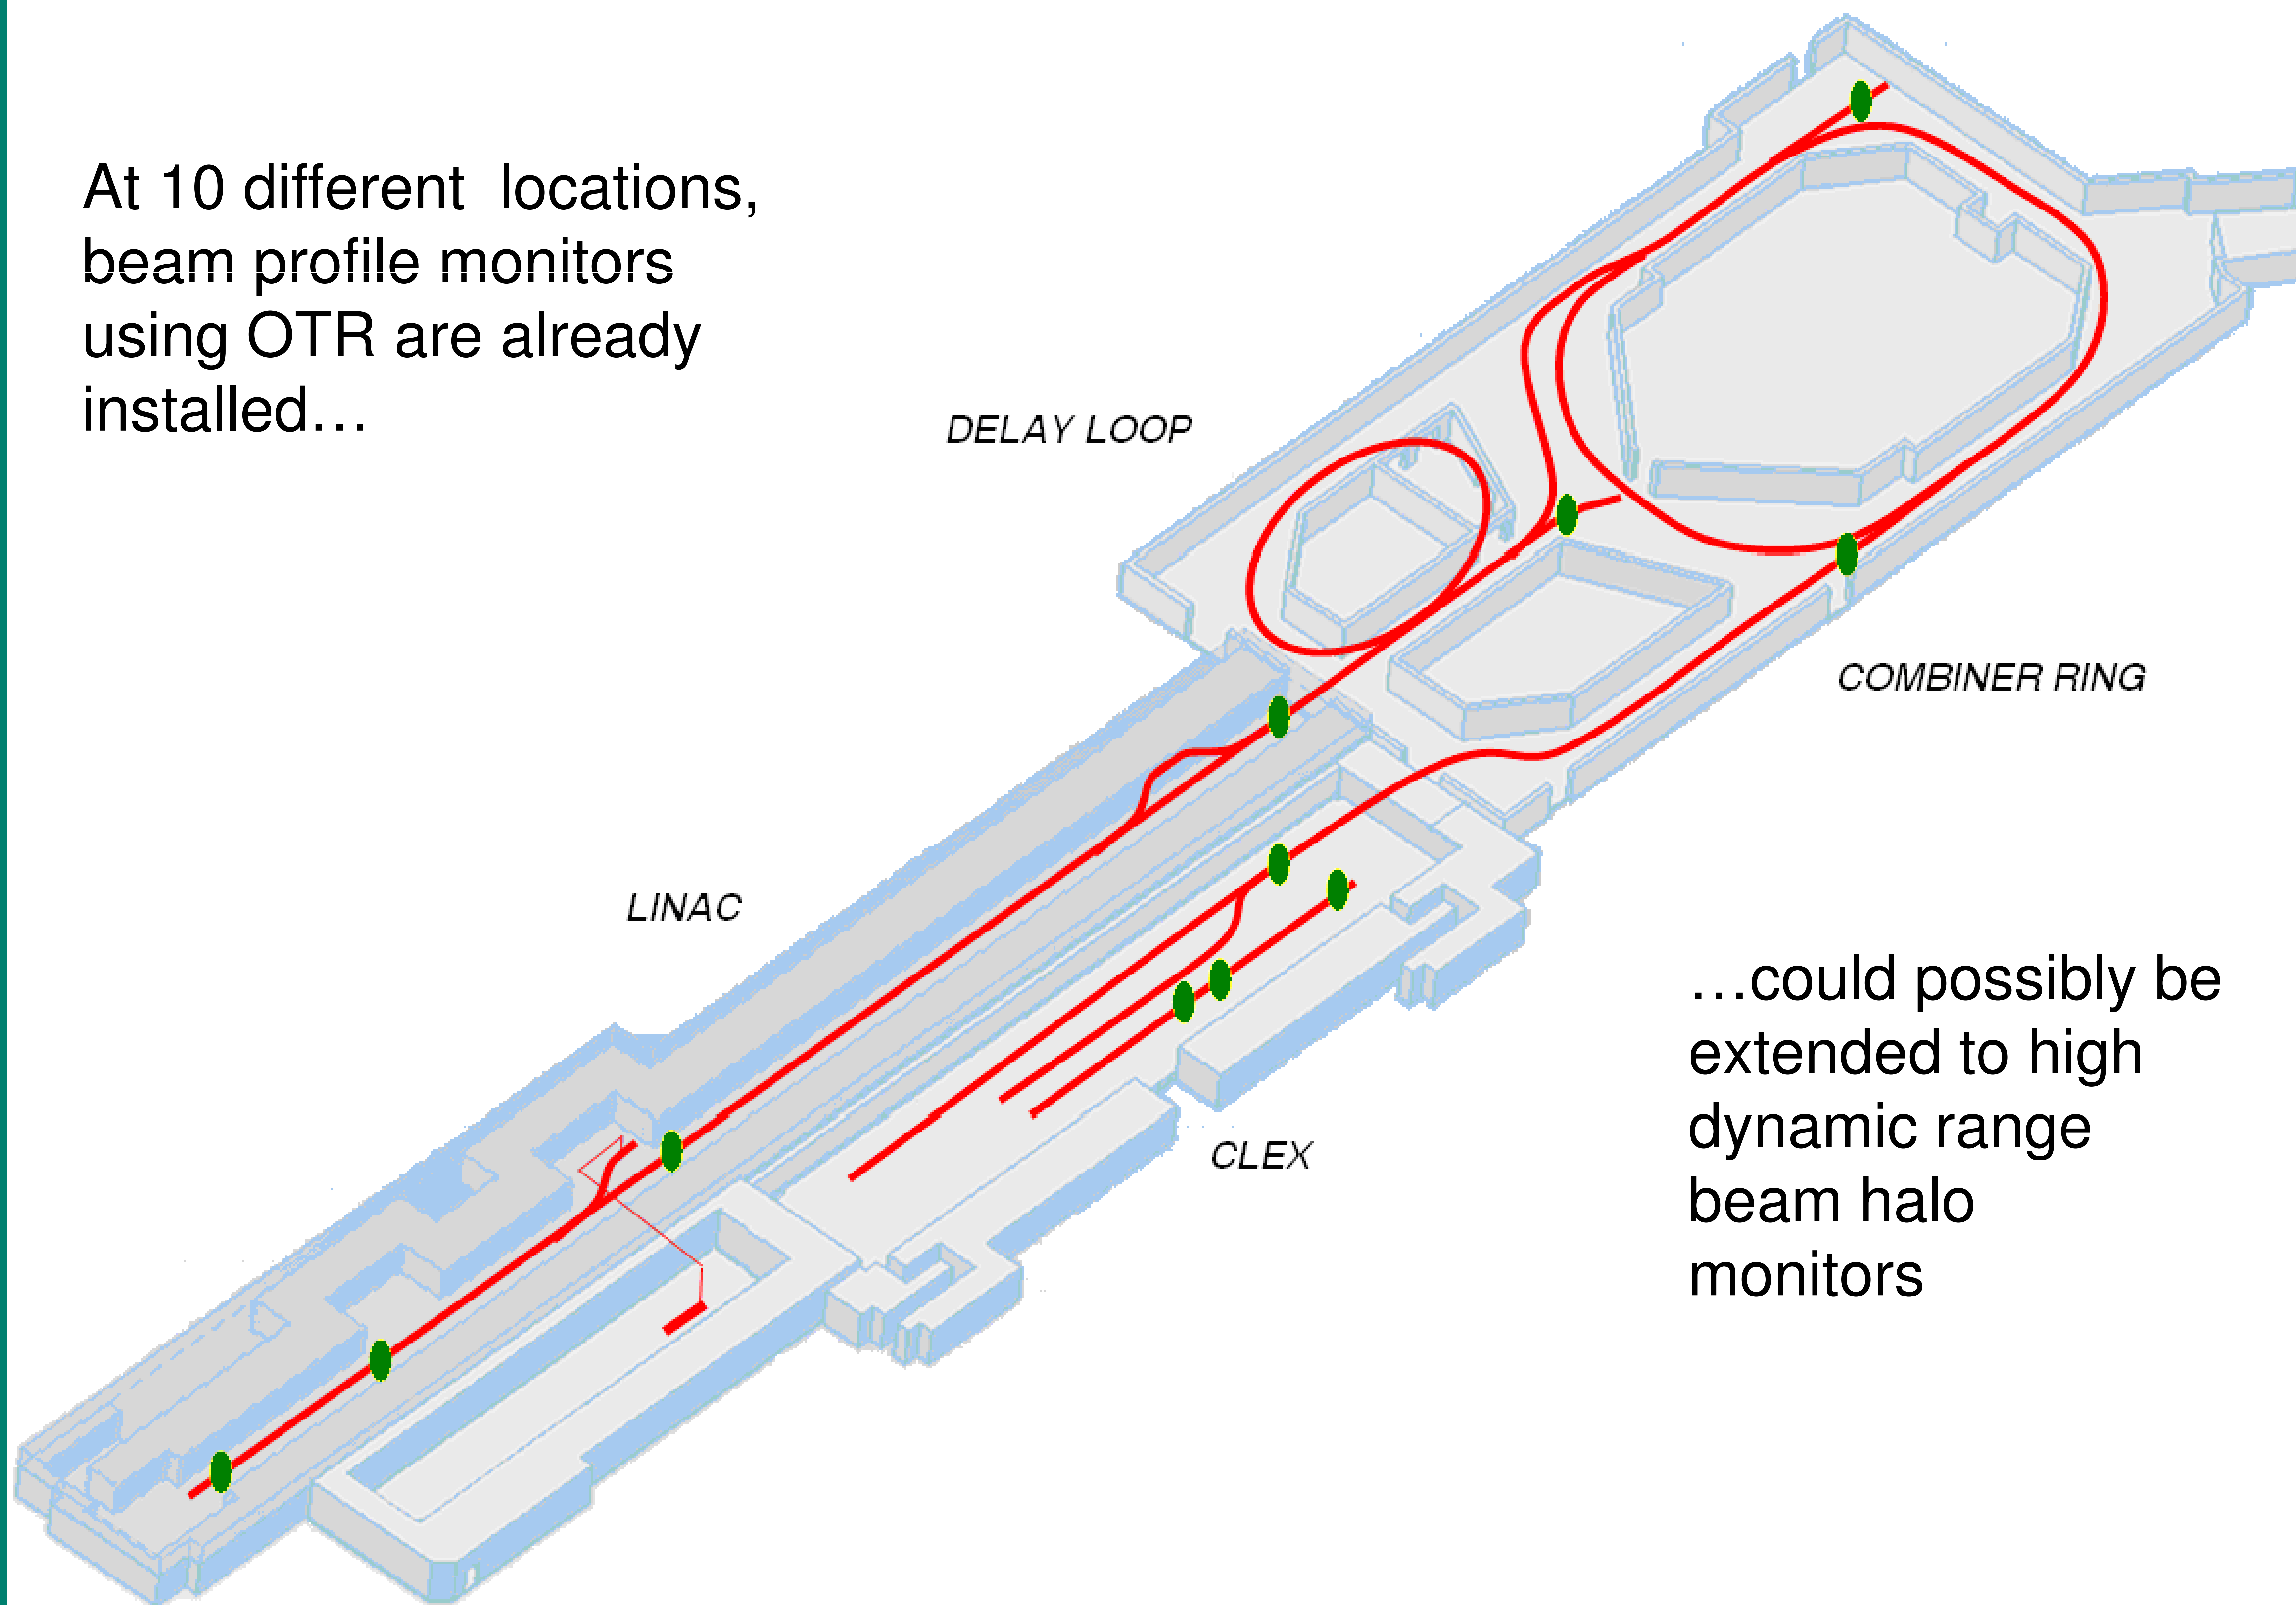 At 10 different  locations,
beam profile monitors
using OTR are already
installed…
DELAY LOOP
COMBINER RING
LINAC
…could possibly be
extended to high
dynamic range
beam halo
monitors
CLEX